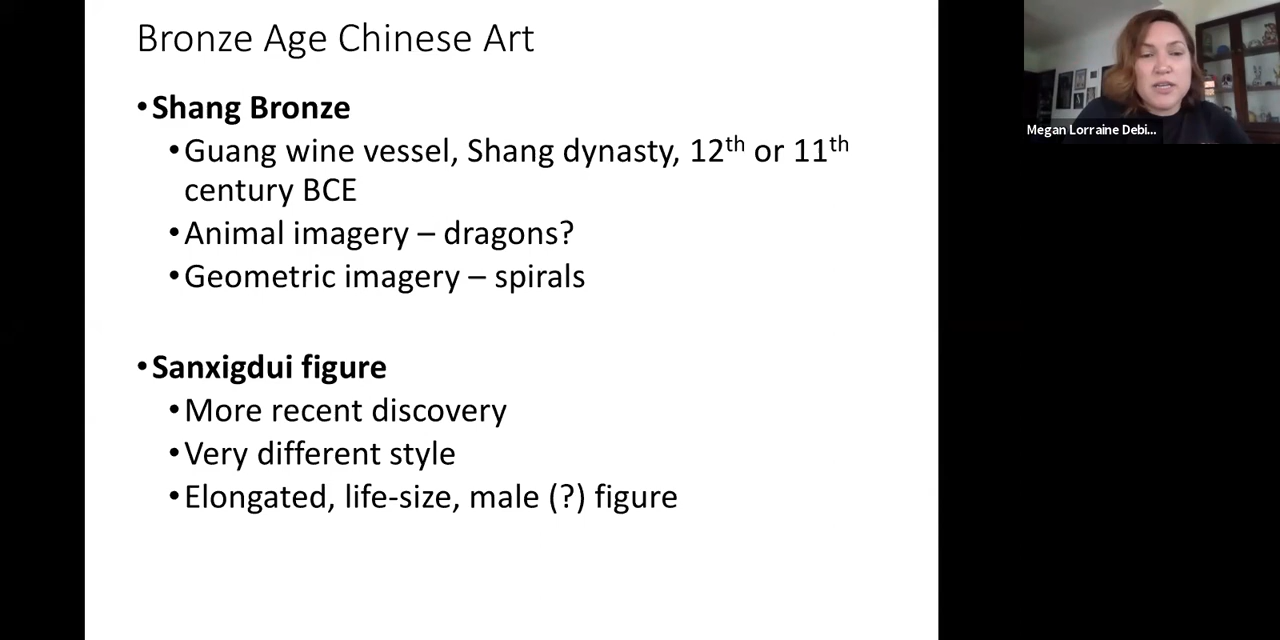 Bronze Age Chinese Art
•Shang Bronze
•Guang wine vessel, Shang dynasty, 12th or 11th
century BCE
•Animal imagery – dragons?
•Geometric imagery – spirals
•Sanxigdui figure
•More recent discovery
•Very different style
•Elongated, life-size, male (?) figure
Megan Lorraine Debi...